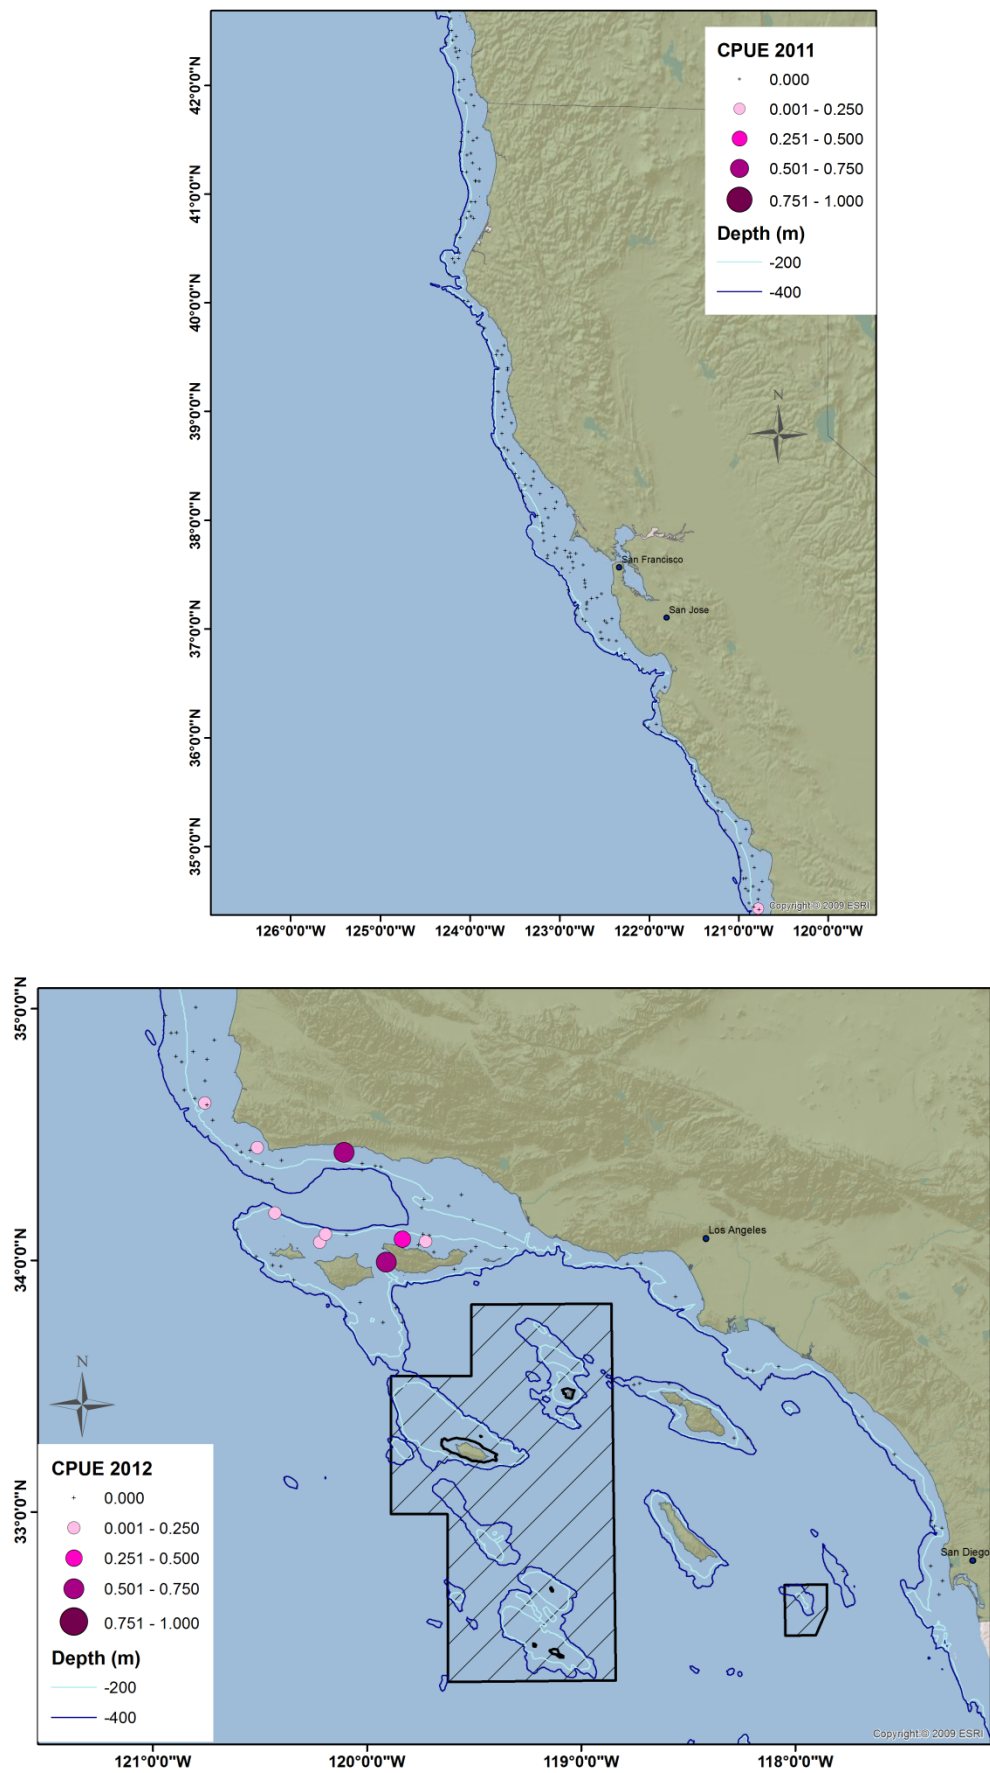 CPUE 2011
0.000
0.001 - 0.250
0.251 - 0.500
0.501 - 0.750
0.751 - 1.000
Depth (m)
-200
-400
42°0'0"N
41°0'0"N
40°0'0"N
39°0'0"N
38°0'0"N
37°0'0"N
36°0'0"N
35°0'0"N
N
San Francisco
San Jose
Copyright © 2009 ESRI
126°0'0"W
125°0'0"W
124°0'0"W
123°0'0"W
122°0'0"W
121°0'0"W
120°0'0"W
35°0'0"N
34°0'0"N
33°0'0"N
Los Angeles
San Diego
N
CPUE 2012
0.000
0.001 - 0.250
0.251 - 0.500
0.501 - 0.750
0.751 - 1.000
Depth (m)
-200
-400
Copyright © 2009 ESRI
121°0'0"W
120°0'0"W
119°0'0"W
118°0'0"W